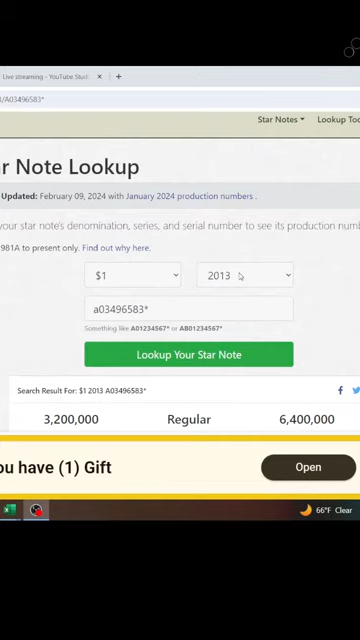 Live streaming - YouTube Studi × +
/A03496583*
Star Notes Lookup Too
ar Note Lookup
Updated: February 09, 2024 with January 2024 production numbers .
your star note's denomination, series, and serial number to see its production num
981A to present only. Find out why here.
$1 2013
a03496583*
Something like A01234567* or AB01234567*
Lookup Your Star Note
Search Result For: $1 2013 A03496583*
3,200,000 Regular 6,400,000
ou have (1) Gift Open
66°F Clear